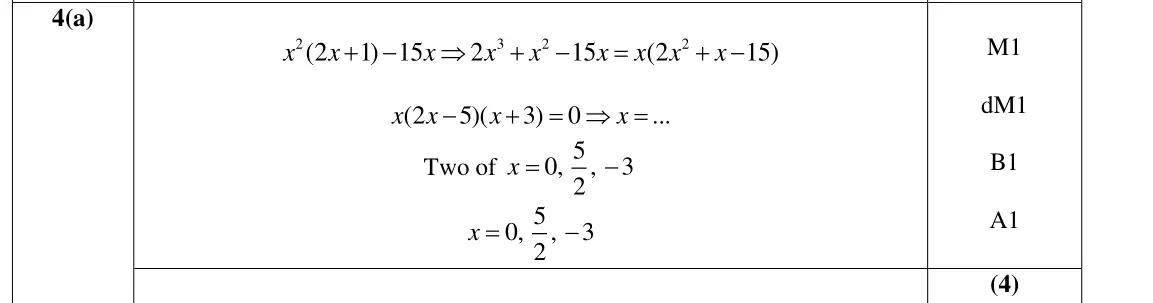 4(a)
x²(2x+1)−15x⇒2x³+x²−15x=x(2x²+x−15) M1
x(2x−5)(x+3)=0⇒x=... dM1
Two of x=0, 5/2, −3 B1
x=0, 5/2, −3 A1
(4)